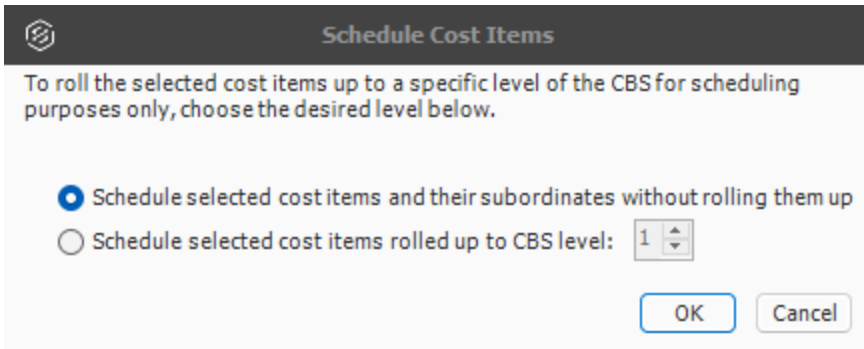 Schedule Cost Items
To roll the selected cost items up to a specific level of the CBS for scheduling
purposes only, choose the desired level below.
Schedule selected cost items and their subordinates without rolling them up
Schedule selected cost items rolled up to CBS level: 1
OK Cancel